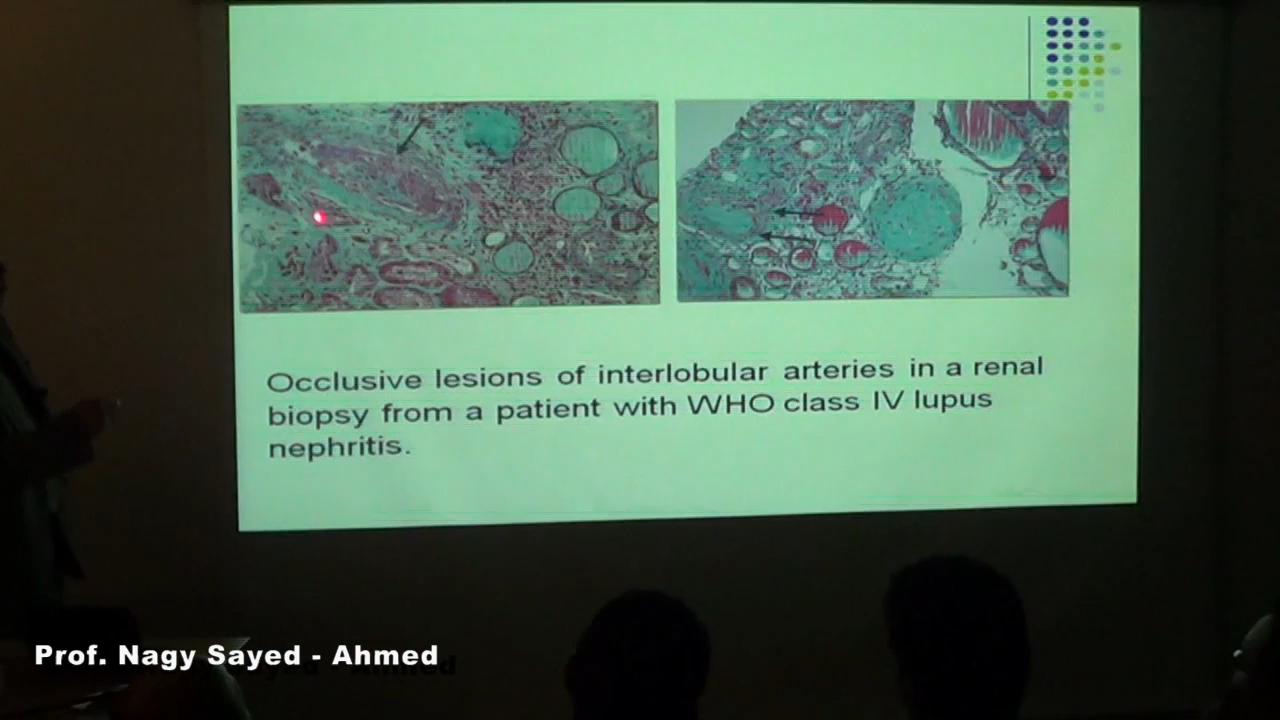 Occlusive lesions of interlobular arteries in a renal
biopsy from a patient with WHO class IV lupus
nephritis.
Prof. Nagy Sayed - Ahmed